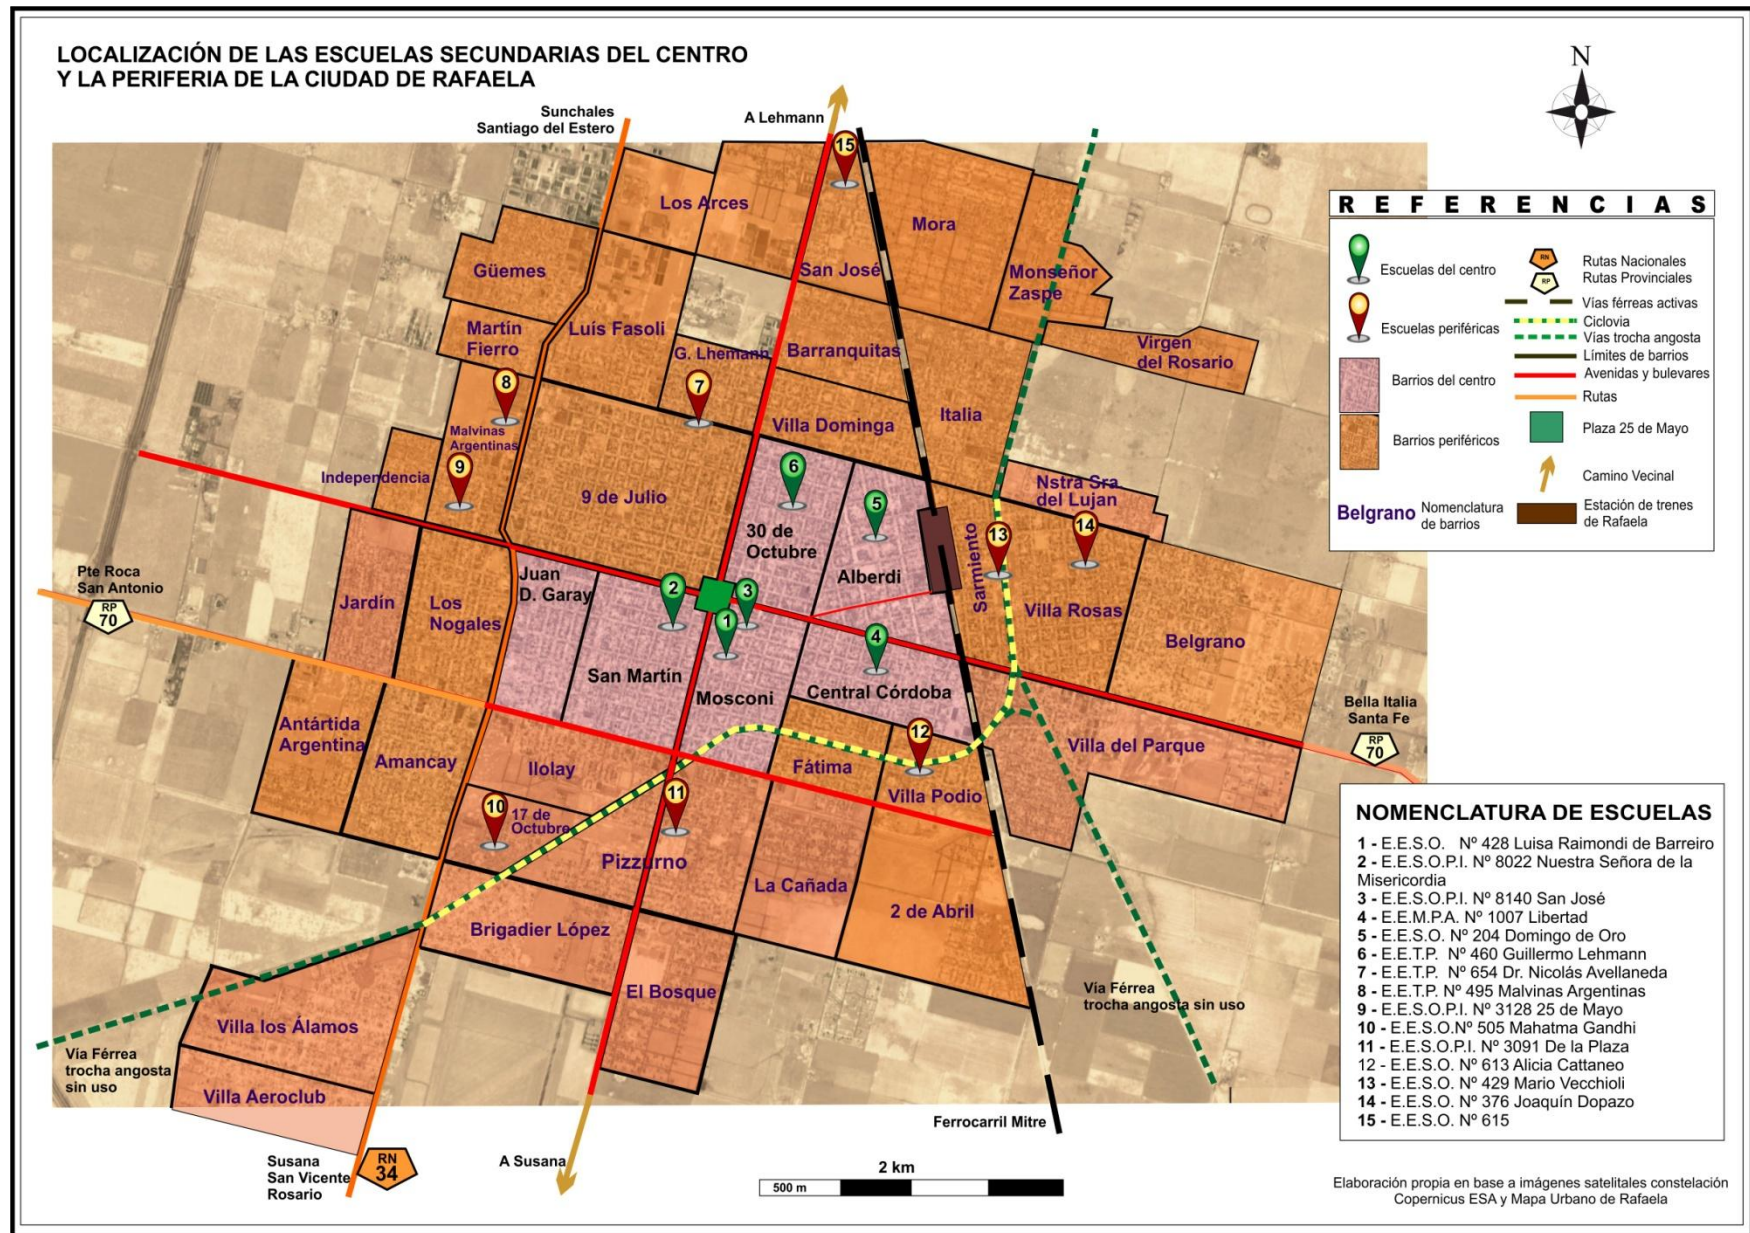 LOCALIZACIÓN DE LAS ESCUELAS SECUNDARIAS DEL CENTRO
Y LA PERIFERIA DE LA CIUDAD DE RAFAELA
N
Sunchales
Santiago del Estero
A Lehmann
15
Los Arces
Mora
Güemes
San José
Monseñor
Zaspe
Martín
Fierro
Luís Fasoli
G. Lhemann
Barranquitas
Virgen
del Rosario
8
7
Villa Dominga
Italia
Malvinas
Argentinas
9
Independencia
9 de Julio
6
5
Nstra Sra.
del Lujan
30 de
Octubre
13
14
Alberdi
Sarmiento
Pte Roca
San Antonio
RP
70
Jardín
Los
Nogales
Juan
D. Garay
2
3
1
4
Villa Rosas
Belgrano
San Martín
Mosconi
Central Córdoba
Antártida
Argentina
Amancay
Ilolay
Fátima
12
Villa Podio
Villa del Parque
Bella Italia
Santa Fe
RP
70
10
17 de
Octubre
11
Pizzurno
La Cañada
2 de Abril
Brigadier López
El Bosque
Villa los Álamos
Villa Aeroclub
Vía Férrea
trocha angosta
sin uso
Vía Férrea
trocha angosta sin uso
Ferrocarril Mitre
Susana
San Vicente
Rosario
RN
34
A Susana
2 km
500 m
REFERENCIAS
Escuelas del centro
Escuelas periféricas
Barrios del centro
Barrios periféricos
Belgrano Nomenclatura
de barrios
RN
Rutas Nacionales
RP
Rutas Provinciales
Vías férreas activas
Ciclovia
Vías trocha angosta
Límites de barrios
Avenidas y bulevares
Rutas
Plaza 25 de Mayo
Camino Vecinal
Estación de trenes
de Rafaela
NOMENCLATURA DE ESCUELAS
1 - E.E.S.O. Nº 428 Luisa Raimondi de Barreiro
2 - E.E.S.O.P.I. Nº 8022 Nuestra Señora de la
Misericordia
3 - E.E.S.O.P.I. Nº 8140 San José
4 - E.E.M.P.A. Nº 1007 Libertad
5 - E.E.S.O. Nº 204 Domingo de Oro
6 - E.E.T.P. Nº 460 Guillermo Lehmann
7 - E.E.T.P. Nº 654 Dr. Nicolás Avellaneda
8 - E.E.T.P. Nº 495 Malvinas Argentinas
9 - E.E.S.O.P.I. Nº 3128 25 de Mayo
10 - E.E.S.O.Nº 505 Mahatma Gandhi
11 - E.E.S.O.P.I. Nº 3091 De la Plaza
12 - E.E.S.O. Nº 613 Alicia Cattaneo
13 - E.E.S.O. Nº 429 Mario Vecchioli
14 - E.E.S.O. Nº 376 Joaquín Dopazo
15 - E.E.S.O. Nº 615
Elaboración propia en base a imágenes satelitales constelación
Copernicus ESA y Mapa Urbano de Rafaela